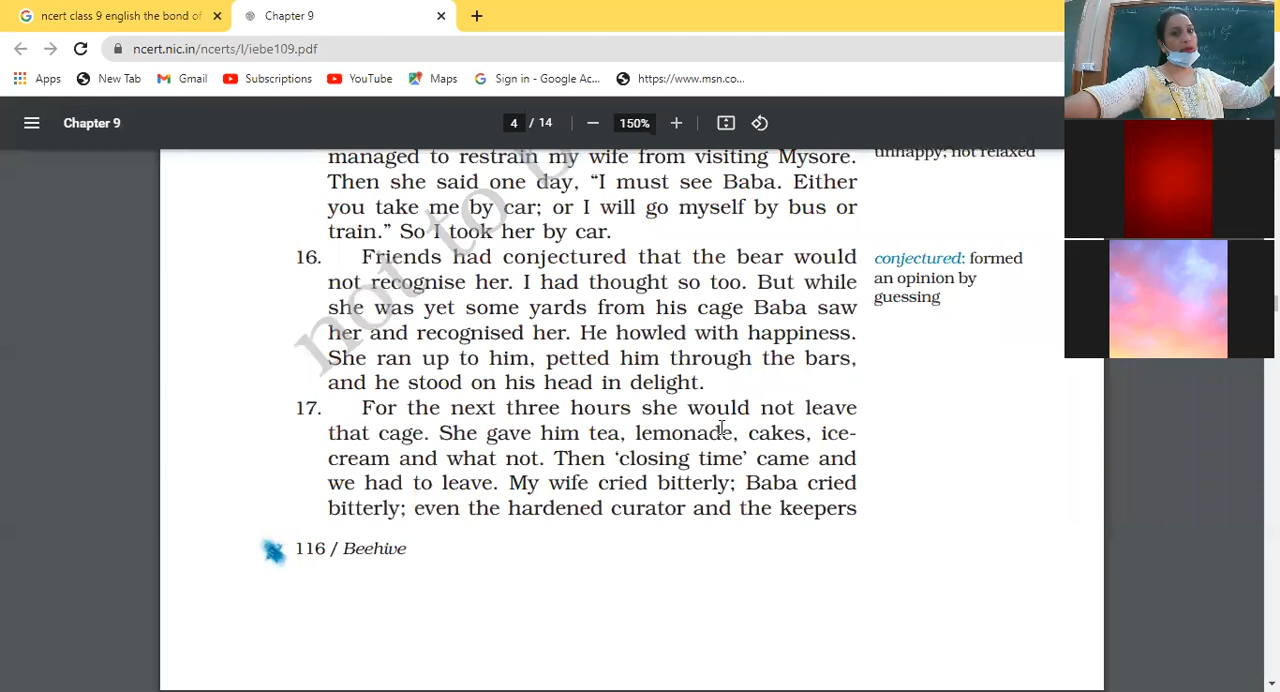 ncert class 9 english the bond of
Chapter 9
ncert.nic.in/ncerts/l/iebe109.pdf
Apps
New Tab
Gmail
Subscriptions
YouTube
Maps
Sign in - Google Ac...
https://www.msn.co...
Chapter 9
4 / 14
150%
managed to restrain my wife from visiting Mysore.
unhappy; not relaxed
Then she said one day, “I must see Baba. Either
you take me by car; or I will go myself by bus or
train.” So I took her by car.
16. Friends had conjectured that the bear would
not recognise her. I had thought so too. But while
she was yet some yards from his cage Baba saw
her and recognised her. He howled with happiness.
She ran up to him, petted him through the bars,
and he stood on his head in delight.
conjectured: formed
an opinion by
guessing
17. For the next three hours she would not leave
that cage. She gave him tea, lemonade, cakes, ice-
cream and what not. Then ‘closing time’ came and
we had to leave. My wife cried bitterly; Baba cried
bitterly; even the hardened curator and the keepers
116 / Beehive
not to